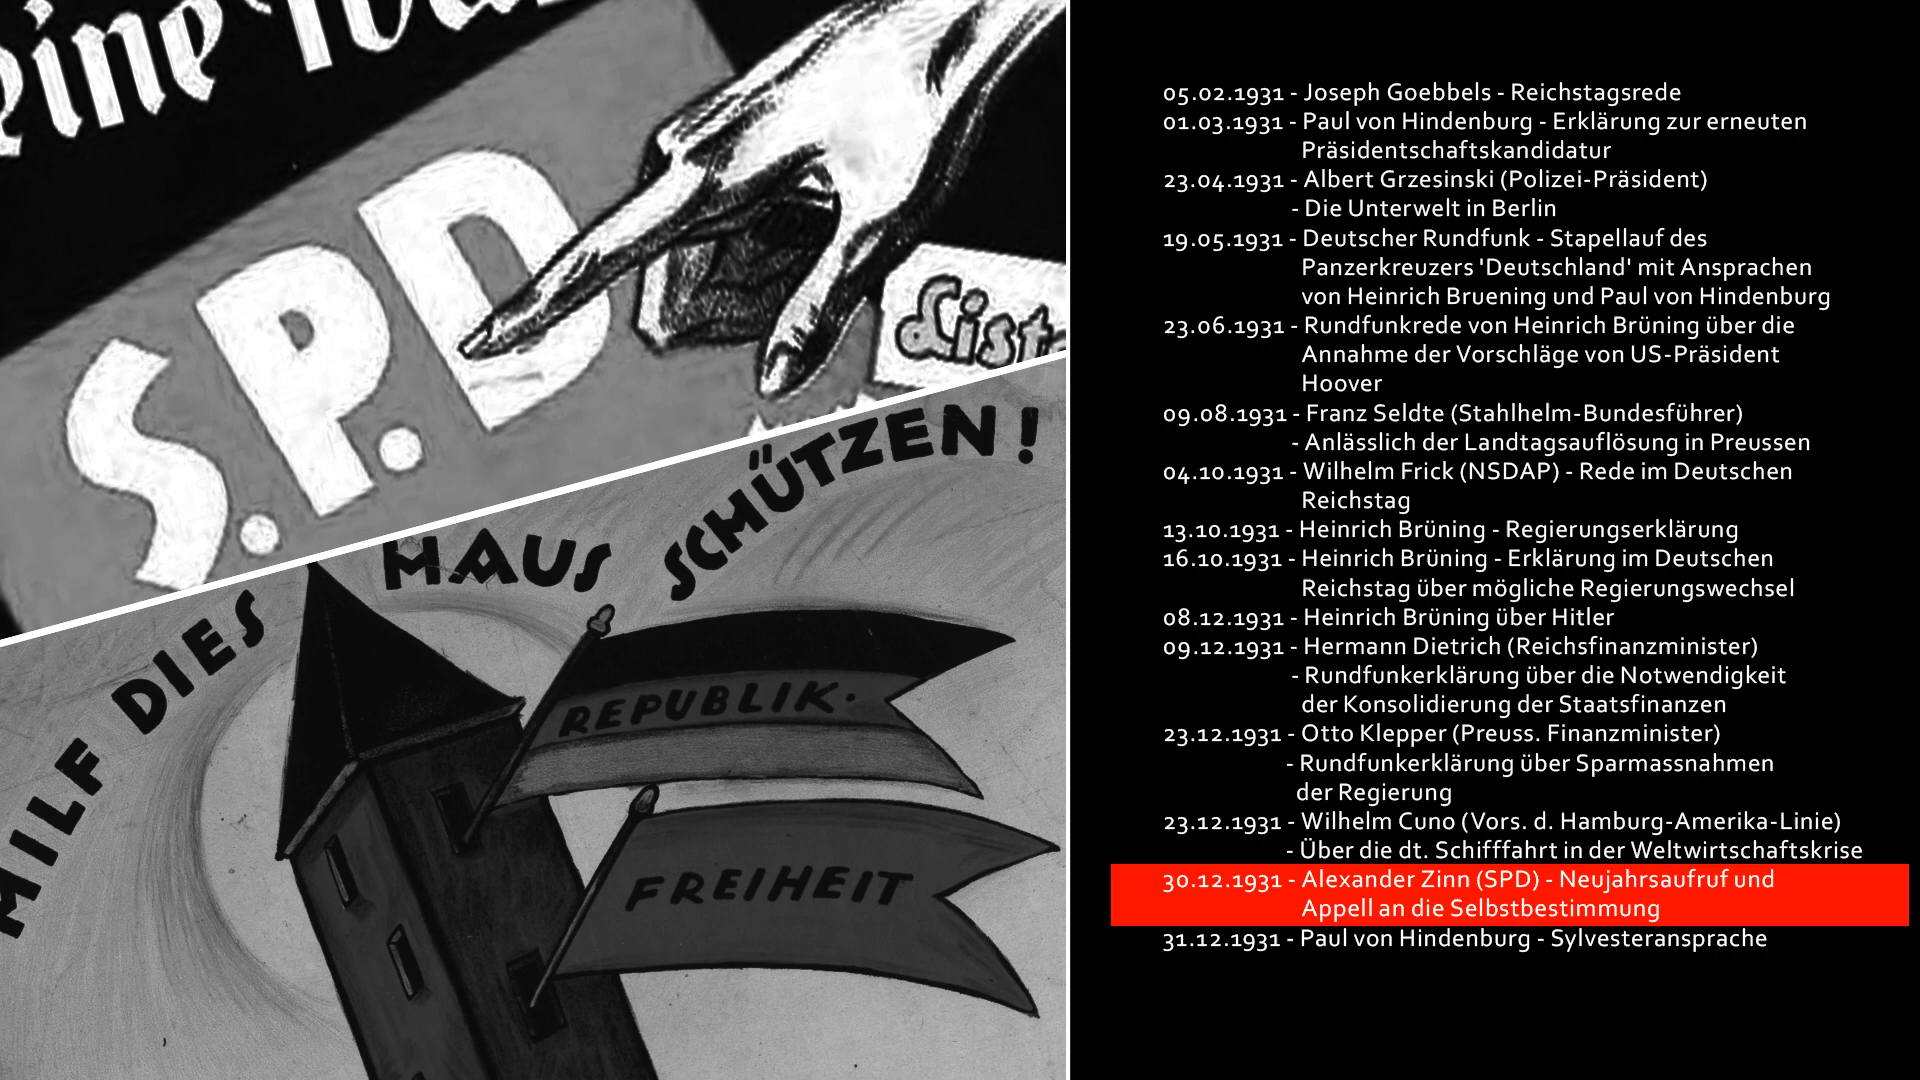 S.P.D
List
HILF DIES HAUS SCHÜTZEN!
REPUBLIK.
FREIHEIT
05.02.1931 - Joseph Goebbels - Reichstagsrede
01.03.1931 - Paul von Hindenburg - Erklärung zur erneuten
Präsidentschaftskandidatur
23.04.1931 - Albert Grzesinski (Polizei-Präsident)
- Die Unterwelt in Berlin
19.05.1931 - Deutscher Rundfunk - Stapellauf des
Panzerkreuzers 'Deutschland' mit Ansprachen
von Heinrich Bruening und Paul von Hindenburg
23.06.1931 - Rundfunkrede von Heinrich Brüning über die
Annahme der Vorschläge von US-Präsident
Hoover
09.08.1931 - Franz Seldte (Stahlhelm-Bundesführer)
- Anlässlich der Landtagsauflösung in Preussen
04.10.1931 - Wilhelm Frick (NSDAP) - Rede im Deutschen
Reichstag
13.10.1931 - Heinrich Brüning - Regierungserklärung
16.10.1931 - Heinrich Brüning - Erklärung im Deutschen
Reichstag über mögliche Regierungswechsel
08.12.1931 - Heinrich Brüning über Hitler
09.12.1931 - Hermann Dietrich (Reichsfinanzminister)
- Rundfunkerklärung über die Notwendigkeit
der Konsolidierung der Staatsfinanzen
23.12.1931 - Otto Klepper (Preuss. Finanzminister)
- Rundfunkerklärung über Sparmassnahmen
der Regierung
23.12.1931 - Wilhelm Cuno (Vors. d. Hamburg-Amerika-Linie)
- Über die dt. Schifffahrt in der Weltwirtschaftskrise
30.12.1931 - Alexander Zinn (SPD) - Neujahrsaufruf und
Appell an die Selbstbestimmung
31.12.1931 - Paul von Hindenburg - Sylvesteransprache